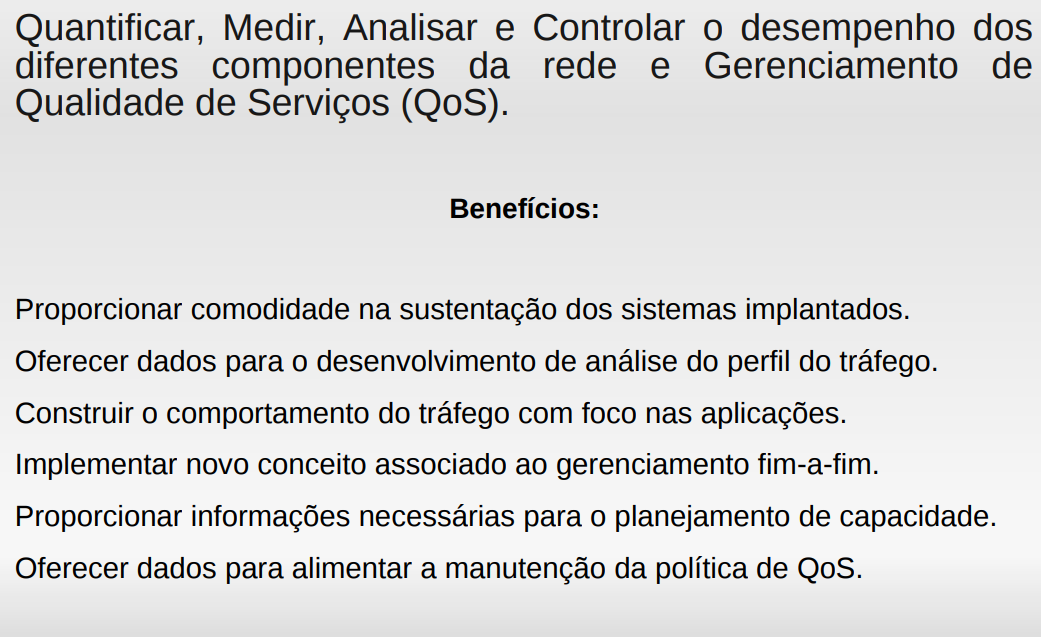 Quantificar, Medir, Analisar e Controlar o desempenho dos
diferentes componentes da rede e Gerenciamento de
Qualidade de Serviços (QoS).
Benefícios:
Proporcionar comodidade na sustentação dos sistemas implantados.
Oferecer dados para o desenvolvimento de análise do perfil do tráfego.
Construir o comportamento do tráfego com foco nas aplicações.
Implementar novo conceito associado ao gerenciamento fim-a-fim.
Proporcionar informações necessárias para o planejamento de capacidade.
Oferecer dados para alimentar a manutenção da política de QoS.